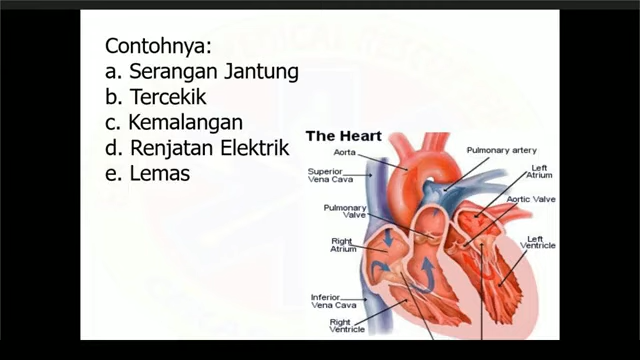 Contohnya:
a. Serangan Jantung
b. Tercekik
c. Kemalangan
d. Renjatan Elektrik
e. Lemas
The Heart
Aorta
Pulmonary artery
Superior
Vena Cava
Left
Atrium
Aortic Valve
Pulmonary
Valve
Right
Atrium
Left
Ventricle
Inferior
Vena Cava
Right
Ventricle